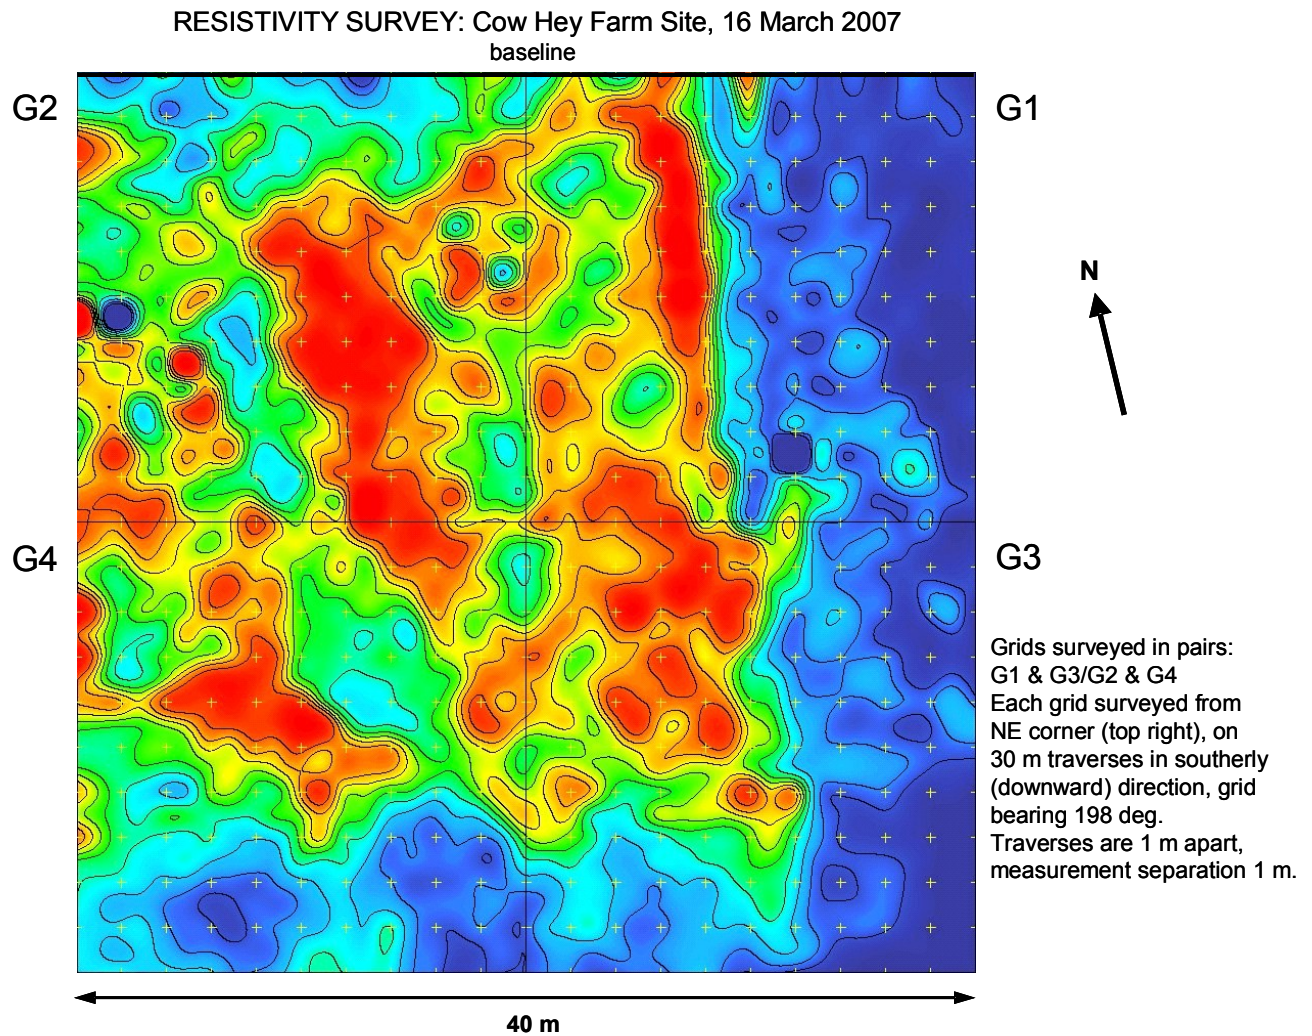 RESISTIVITY SURVEY: Cow Hey Farm Site, 16 March 2007
baseline
G2
G1
N
G4
G3
Grids surveyed in pairs:
G1 & G3/G2 & G4
Each grid surveyed from
NE corner (top right), on
30 m traverses in southerly
(downward) direction, grid
bearing 198 deg.
Traverses are 1 m apart,
measurement separation 1 m.
40 m